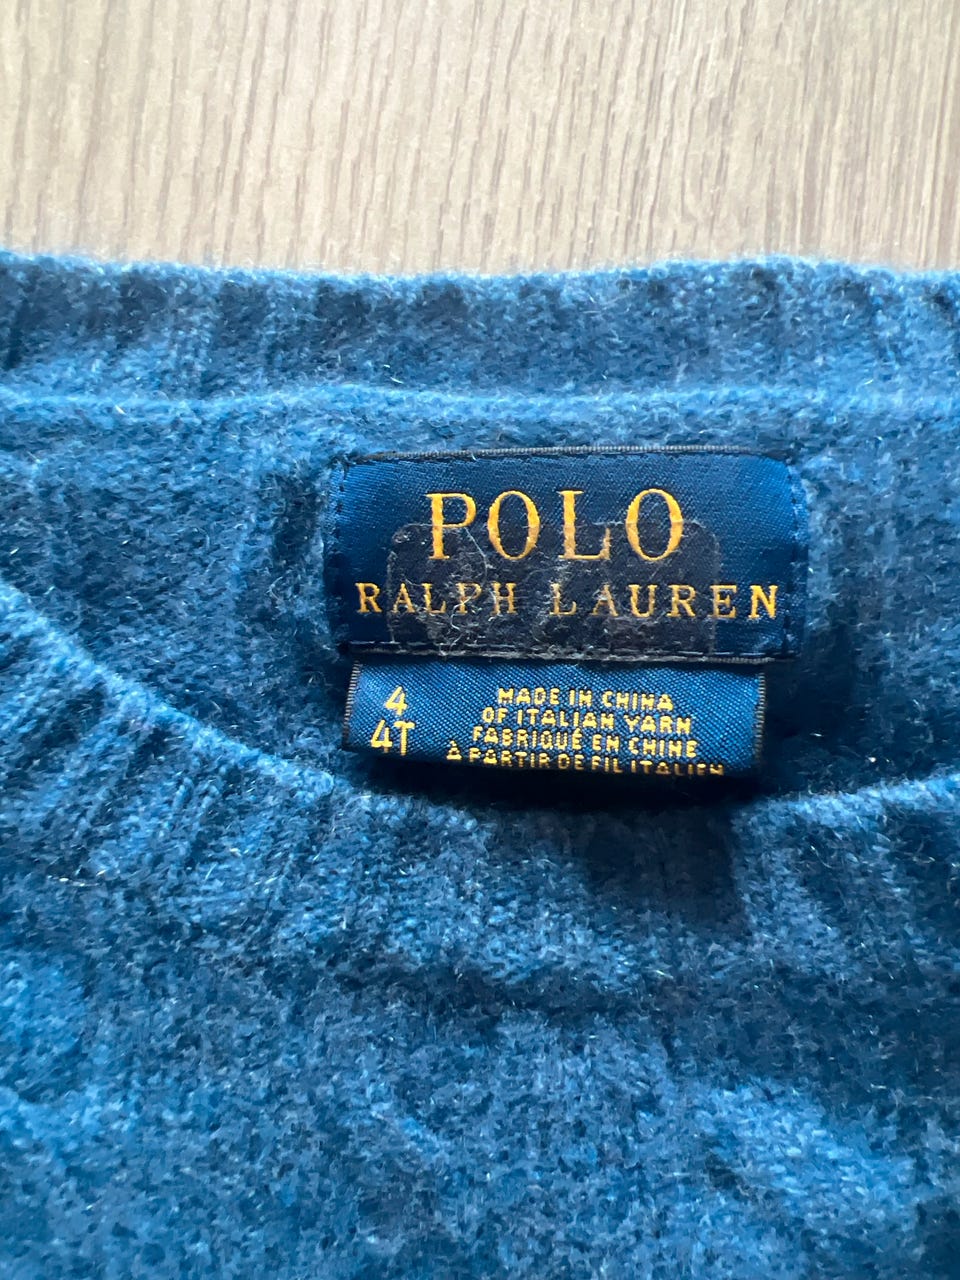 POLO
RALPH LAUREN
4
4T
MADE IN CHINA
OF ITALIAN YARN
FABRIQUÉ EN CHINE
À PARTIR DE FIL ITALIEN